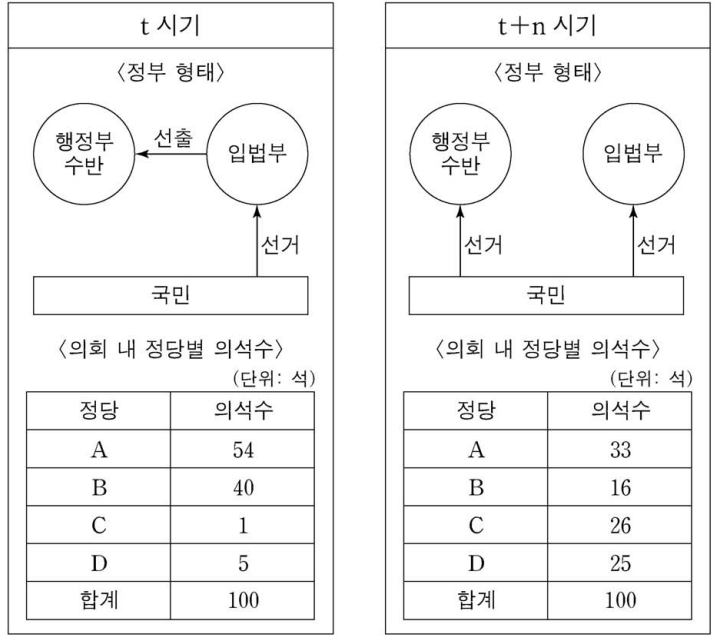 t 시기
〈정부 형태〉
행정부
수반
선출
입법부
선거
국민
〈의회 내 정당별 의석수〉
(단위: 석)
정당 의석수
A 54
B 40
C 1
D 5
합계 100
t+n 시기
〈정부 형태〉
행정부
수반
입법부
선거
선거
국민
〈의회 내 정당별 의석수〉
(단위: 석)
정당 의석수
A 33
B 16
C 26
D 25
합계 100